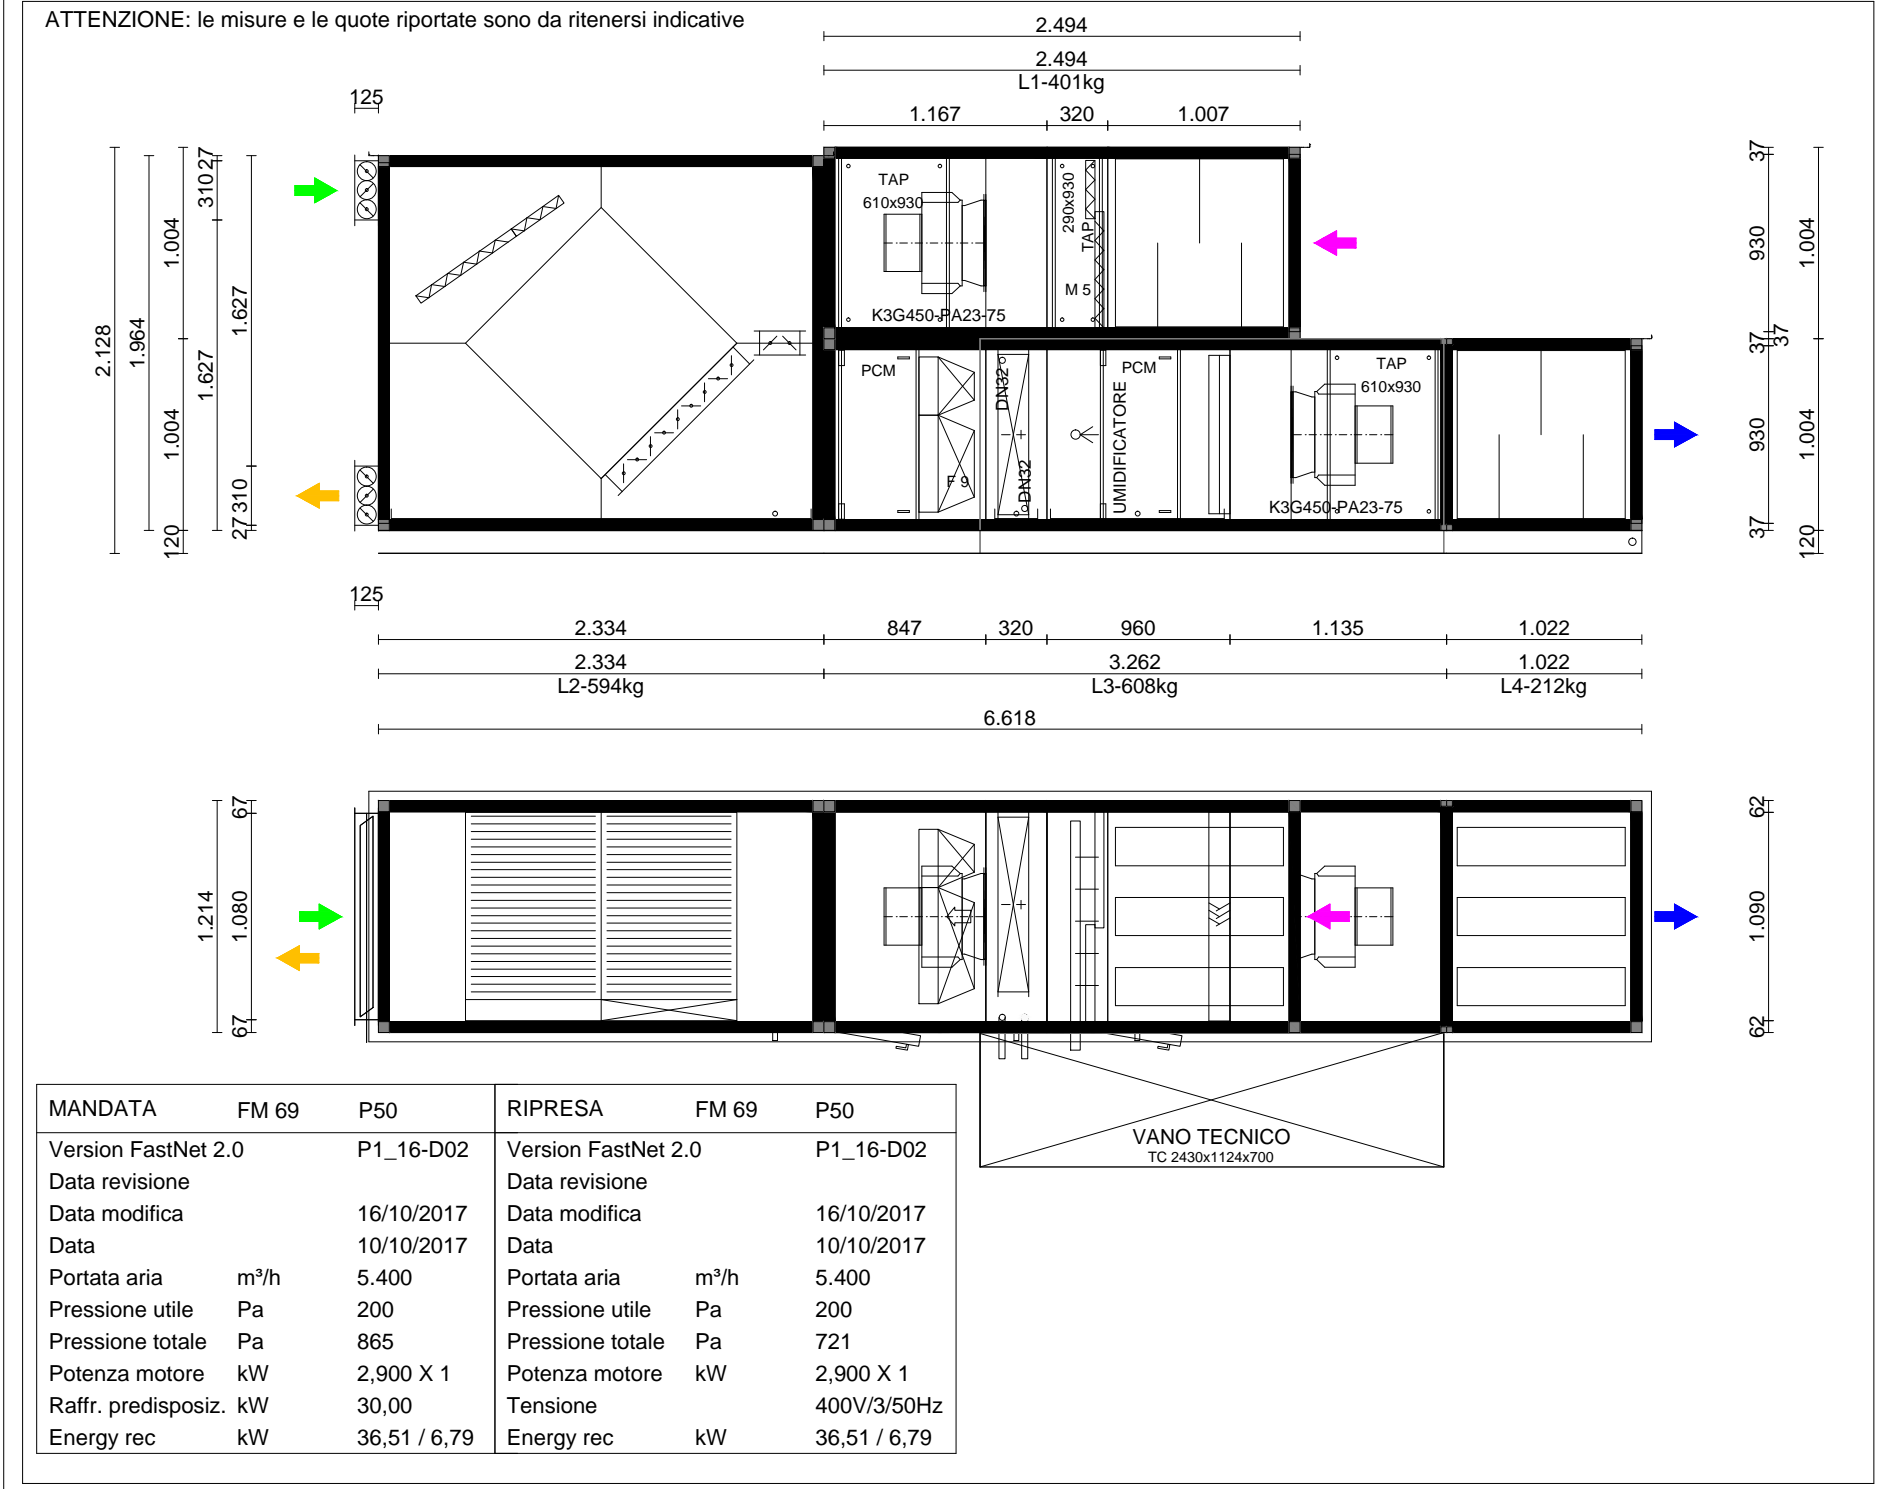 ATTENZIONE: le misure e le quote riportate sono da ritenersi indicative
2.494
2.494
L1-401kg
125
1.167 320 1.007
2.128
1.964
1.004
1.004
120
27
310
1.627
1.627
310
27
TAP
610x930
K3G450-PA23-75
290x930
TAP
M 5
37
930
37
1.004
37
37
930
37
1.004
120
PCM
F 9
DN32
DN32
UMIDIFICATORE
PCM
TAP
610x930
K3G450-PA23-75
125
2.334 847 320 960 1.135 1.022
2.334 3.262 1.022
L2-594kg L3-608kg L4-212kg
6.618
1.214
67
1.080
67
62
1.090
62
VANO TECNICO
TC 2430x1124x700
MANDATA FM 69 P50 RIPRESA FM 69 P50
Version FastNet 2.0 P1_16-D02 Version FastNet 2.0 P1_16-D02
Data revisione Data revisione
Data modifica 16/10/2017 Data modifica 16/10/2017
Data 10/10/2017 Data 10/10/2017
Portata aria m³/h 5.400 Portata aria m³/h 5.400
Pressione utile Pa 200 Pressione utile Pa 200
Pressione totale Pa 865 Pressione totale Pa 721
Potenza motore kW 2,900 X 1 Potenza motore kW 2,900 X 1
Raffr. predisposiz. kW 30,00 Tensione 400V/3/50Hz
Energy rec kW 36,51 / 6,79 Energy rec kW 36,51 / 6,79